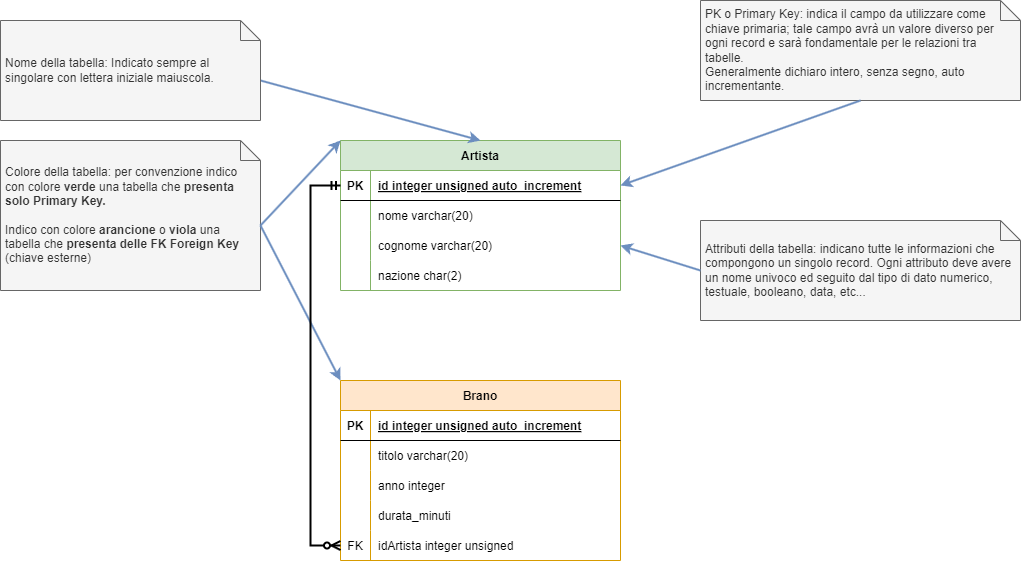 PK o Primary Key: indica il campo da utilizzare come
chiave primaria; tale campo avrà un valore diverso per
ogni record e sarà fondamentale per le relazioni tra
tabelle.
Generalmente dichiaro intero, senza segno, auto
incrementante.
Nome della tabella: Indicato sempre al
singolare con lettera iniziale maiuscola.
Colore della tabella: per convenzione indico
con colore verde una tabella che presenta
solo Primary Key.
Indico con colore arancione o viola una
tabella che presenta delle FK Foreign Key
(chiave esterne)
Artista
PK id integer unsigned auto_increment
nome varchar(20)
cognome varchar(20)
nazione char(2)
Attributi della tabella: indicano tutte le informazioni che
compongono un singolo record. Ogni attributo deve avere
un nome univoco ed seguito dal tipo di dato numerico,
testuale, booleano, data, etc...
Brano
PK id integer unsigned auto_increment
titolo varchar(20)
anno integer
durata_minuti
FK idArtista integer unsigned